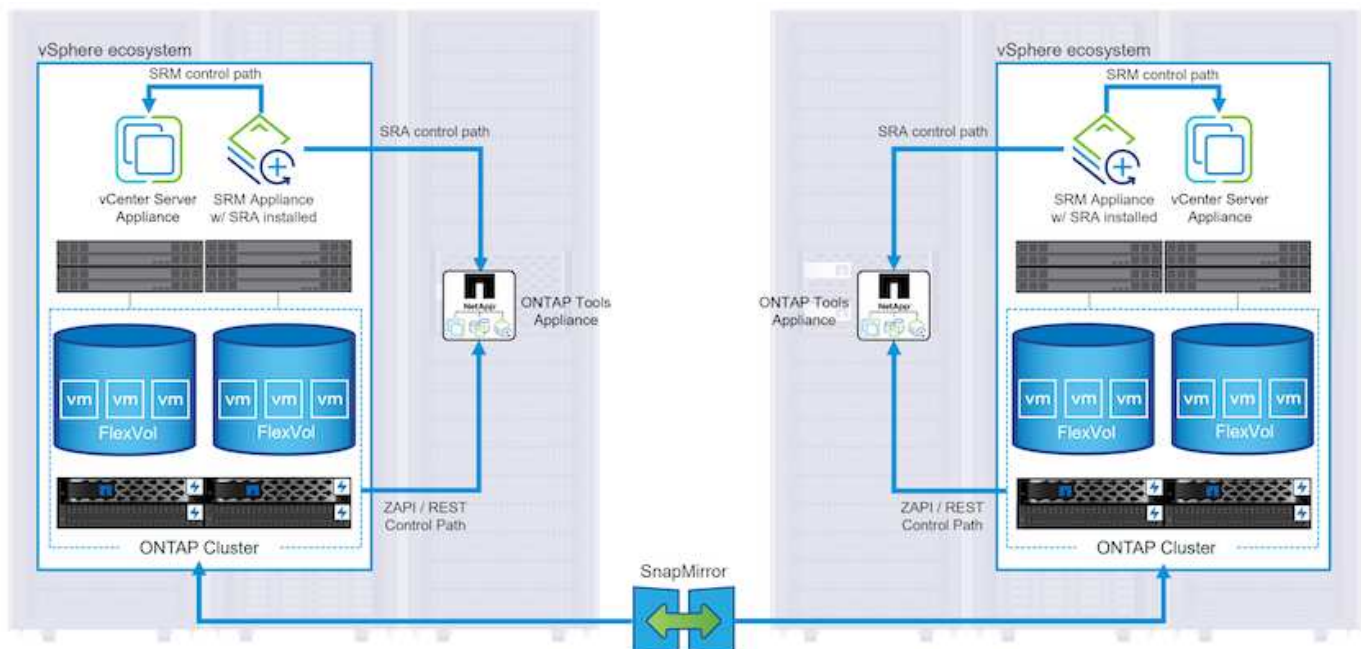 vSphere ecosystem
SRM control path
SRA control path
vCenter Server
Appliance
SRM Appliance
w/ SRA installed
NetApp
ONTAP Tools
Appliance
vm vm vm
FlexVol
vm vm vm
FlexVol
ZAPI / REST
Control Path
ONTAP Cluster
SnapMirror
vSphere ecosystem
SRM control path
SRA control path
SRM Appliance
w/ SRA installed
vCenter Server
Appliance
ONTAP Tools
Appliance
NetApp
vm vm vm
FlexVol
vm vm vm
FlexVol
ZAPI / REST
Control Path
ONTAP Cluster